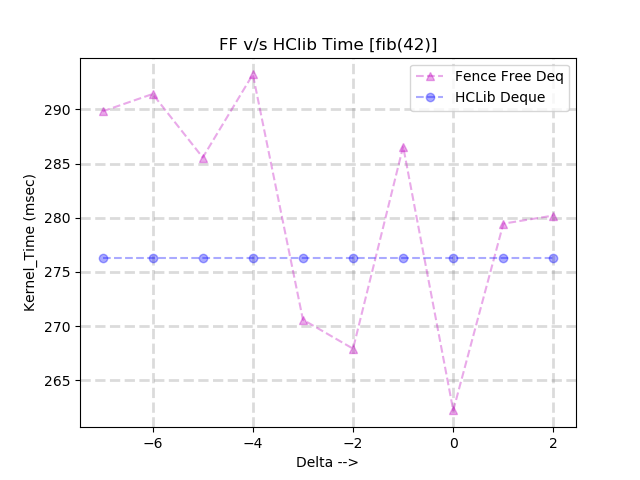 FF v/s HClib Time [fib(42)]
Fence Free Deq
HCLib Deque
Kernel_Time (msec)
290
285
280
275
270
265
−6
−4
−2
0
2
Delta -->